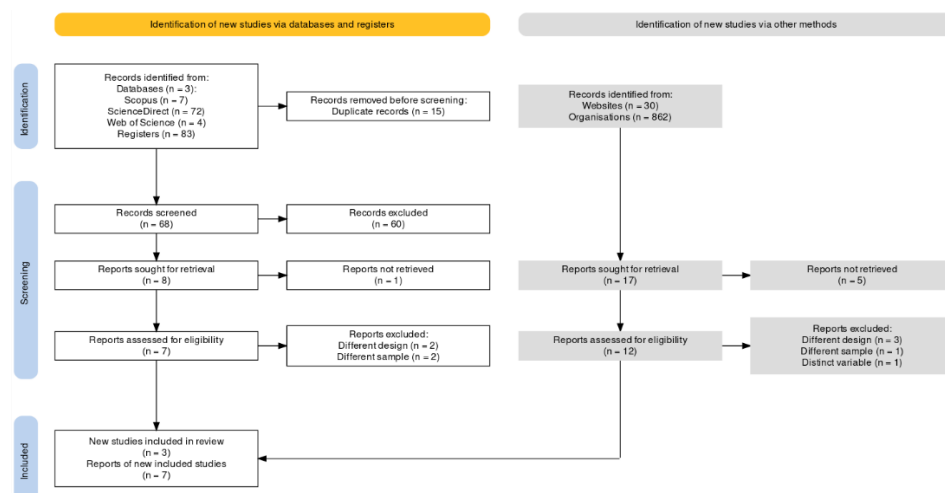 Identification of new studies via databases and registers
Identification of new studies via other methods
Identification
Records identified from:
Databases (n = 3):
Scopus (n = 7)
ScienceDirect (n = 72)
Web of Science (n = 4)
Registers (n = 83)
Records removed before screening:
Duplicate records (n = 15)
Records identified from:
Websites (n = 30)
Organisations (n = 862)
Screening
Records screened
(n = 68)
Records excluded
(n = 60)
Reports sought for retrieval
(n = 8)
Reports not retrieved
(n = 1)
Reports sought for retrieval
(n = 17)
Reports not retrieved
(n = 5)
Reports assessed for eligibility
(n = 7)
Reports excluded:
Different design (n = 2)
Different sample (n = 2)
Reports assessed for eligibility
(n = 12)
Reports excluded:
Different design (n = 3)
Different sample (n = 1)
Distinct variable (n = 1)
Included
New studies included in review
(n = 3)
Reports of new included studies
(n = 7)